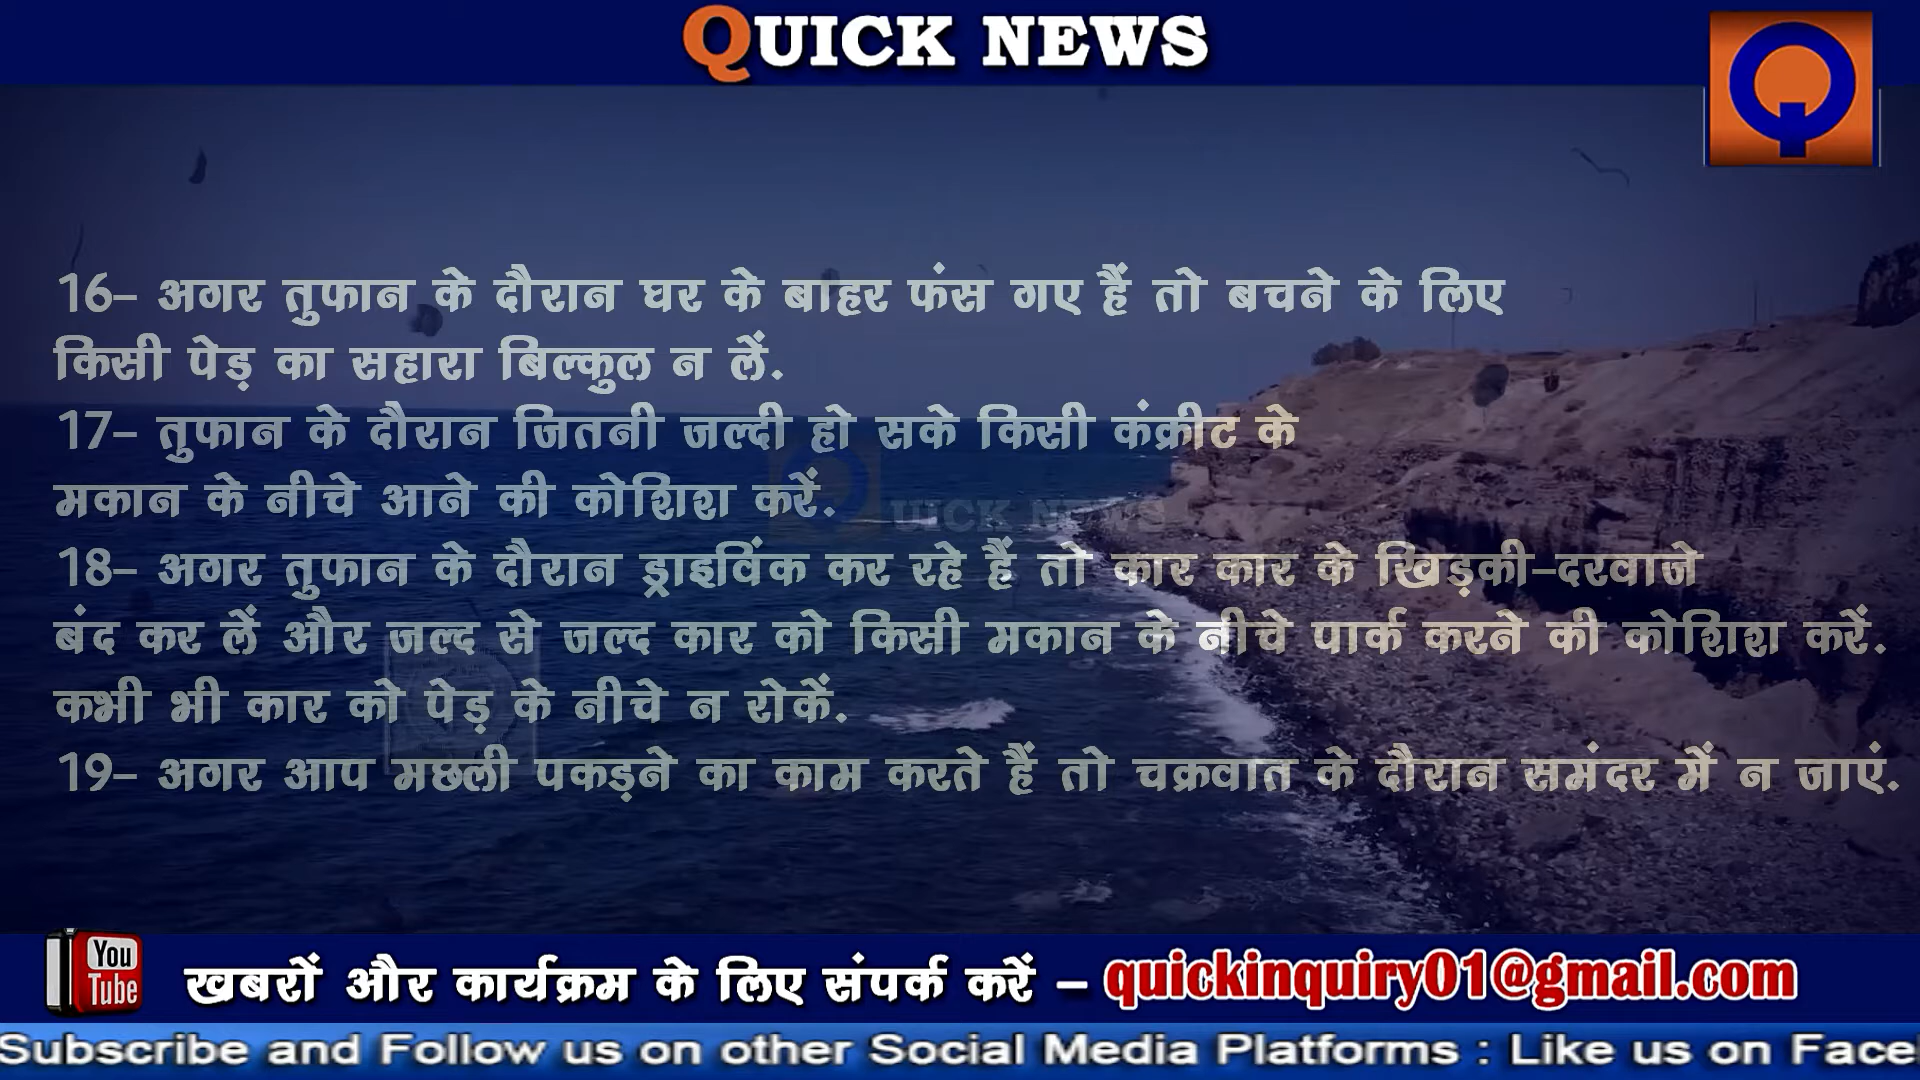 QUICK NEWS
16- अगर तुफान के दौरान घर के बाहर फंस गए हैं तो बचने के लिए
किसी पेड़ का सहारा बिल्कुल न लें.
17- तुफान के दौरान जितनी जल्दी हो सके किसी कंक्रीट के
मकान के नीचे आने की कोशिश करें.
QUICK NEWS
18- अगर तुफान के दौरान ड्राइविंक कर रहे हैं तो कार कार के खिड़की-दरवाजे
बंद कर लें और जल्द से जल्द कार को किसी मकान के नीचे पार्क करने की कोशिश करें.
कभी भी कार को पेड़ के नीचे न रोकें.
19- अगर आप मछली पकड़ने का काम करते हैं तो चक्रवात के दौरान समंदर में न जाएं.
You
Tube
खबरों और कार्यक्रम के लिए संपर्क करें - quickinquiry01@gmail.com
Subscribe and Follow us on other Social Media Platforms : Like us on Face